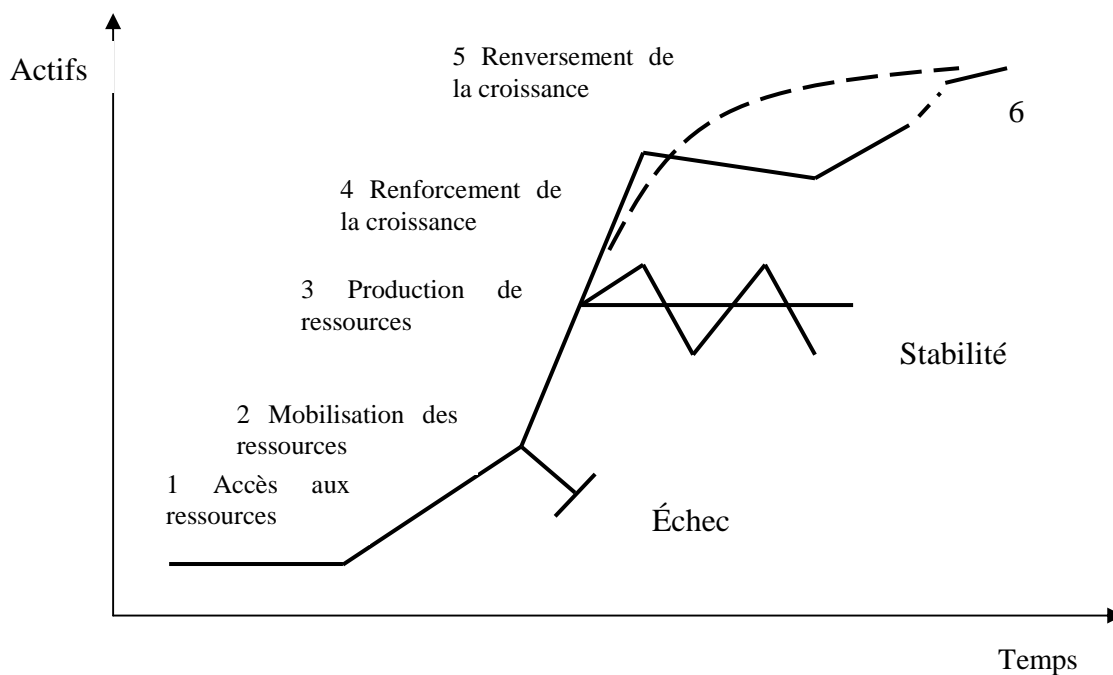 Actifs
5 Renversement de
la croissance
6
4 Renforcement de
la croissance
3 Production de
ressources
Stabilité
2 Mobilisation des
ressources
1 Accès aux
ressources
Échec
Temps